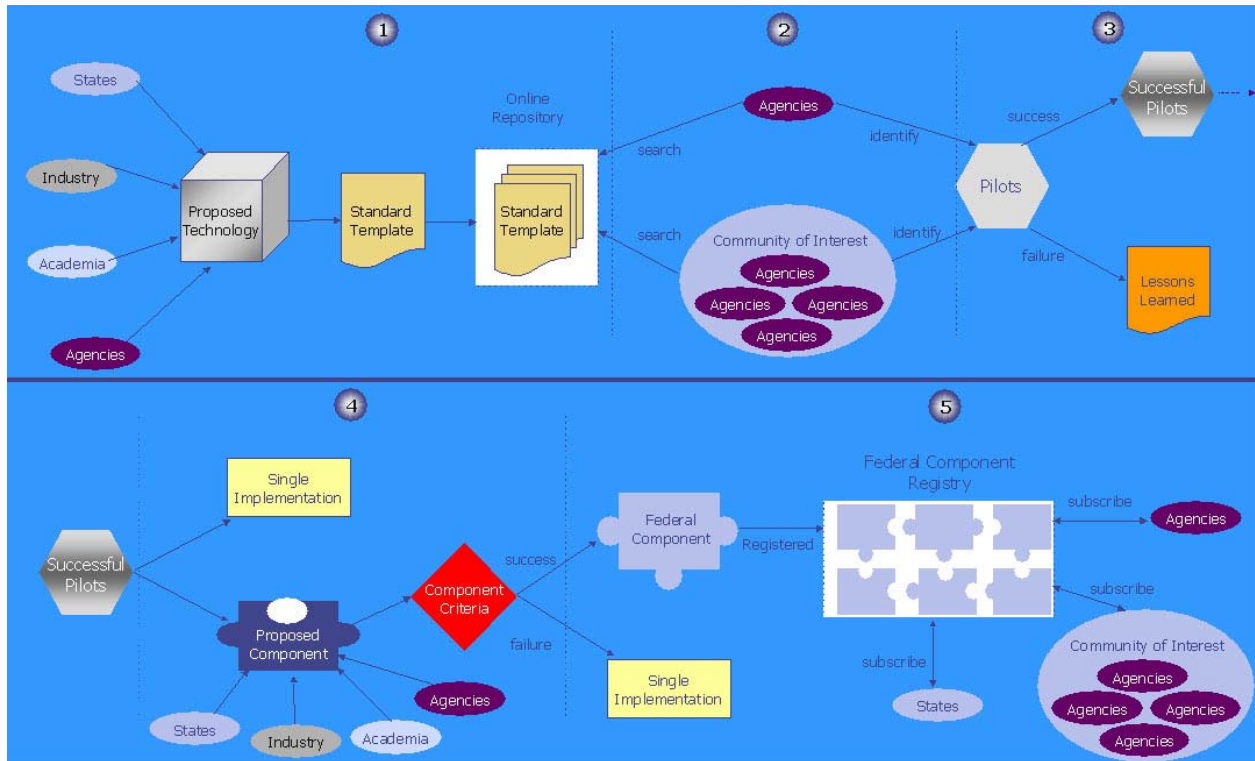 1
2
3
States
Industry
Academia
Agencies
Proposed
Technology
Standard
Template
Online
Repository
Standard
Template
search
search
Agencies
Community of Interest
Agencies
Agencies
Agencies
Agencies
identify
identify
Pilots
success
failure
Successful
Pilots
Lessons
Learned
4
5
Successful
Pilots
Single
Implementation
Proposed
Component
States
Industry
Academia
Agencies
Component
Criteria
success
failure
Federal
Component
Single
Implementation
Registered
Federal Component
Registry
subscribe
Agencies
subscribe
Community of Interest
Agencies
Agencies
Agencies
Agencies
subscribe
States